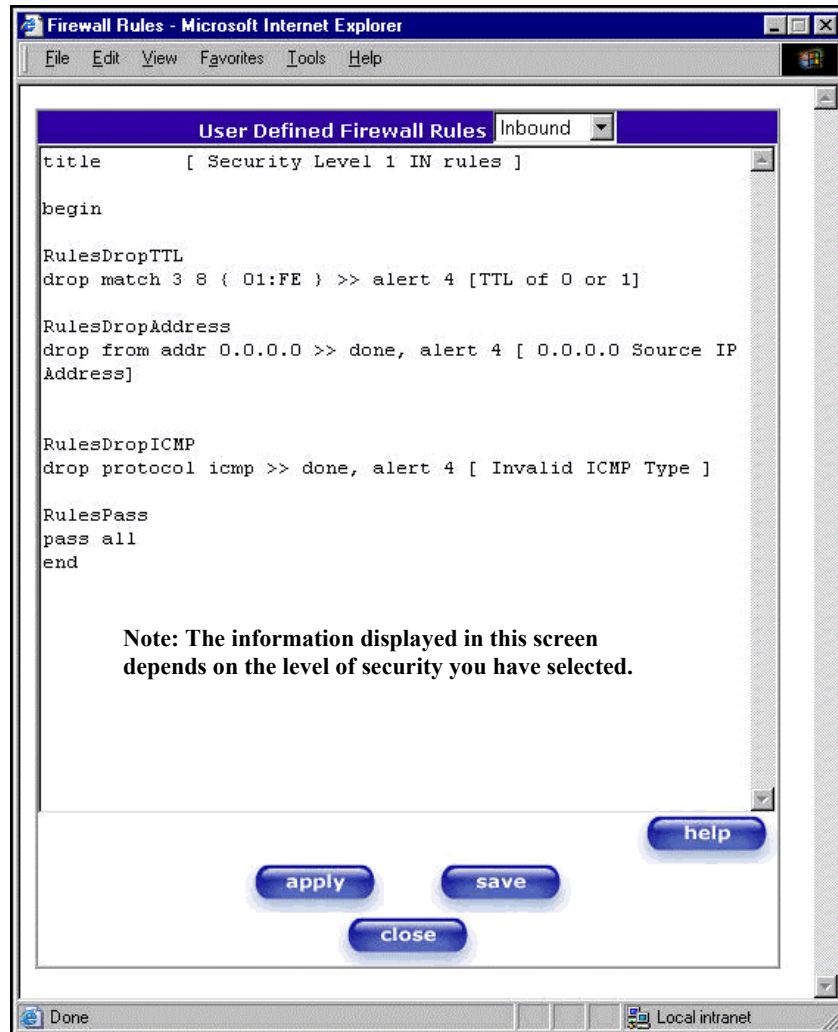 Firewall Rules - Microsoft Internet Explorer
File Edit View Favorites Tools Help
User Defined Firewall Rules Inbound
title [ Security Level 1 IN rules ]
begin
RulesDropTTL
drop match 3 8 { 01:FE } >> alert 4 [TTL of 0 or 1]
RulesDropAddress
drop from addr 0.0.0.0 >> done, alert 4 [ 0.0.0.0 Source IP
Address]
RulesDropICMP
drop protocol icmp >> done, alert 4 [ Invalid ICMP Type ]
RulesPass
pass all
end
Note: The information displayed in this screen
depends on the level of security you have selected.
help
apply save
close
Done Local intranet